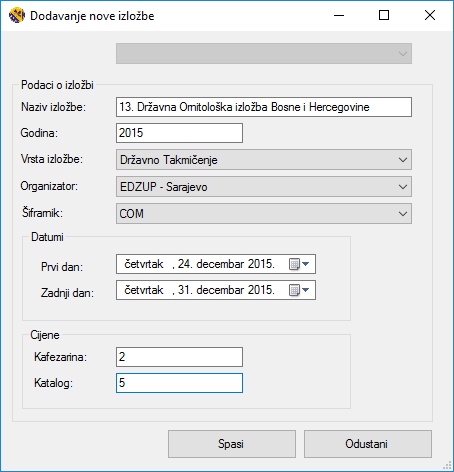 Dodavanje nove izložbe
Podaci o izložbi
Naziv izložbe: 13. Državna Ornitološka izložba Bosne i Hercegovine
Godina: 2015
Vrsta izložbe: Državno Takmičenje
Organizator: EDZUP - Sarajevo
Šifrarnik: COM
Datumi
Prvi dan: četvrtak , 24. decembar 2015.
Zadnji dan: četvrtak , 31. decembar 2015.
Cijene
Kafezarina: 2
Katalog: 5
Spasi Odustani